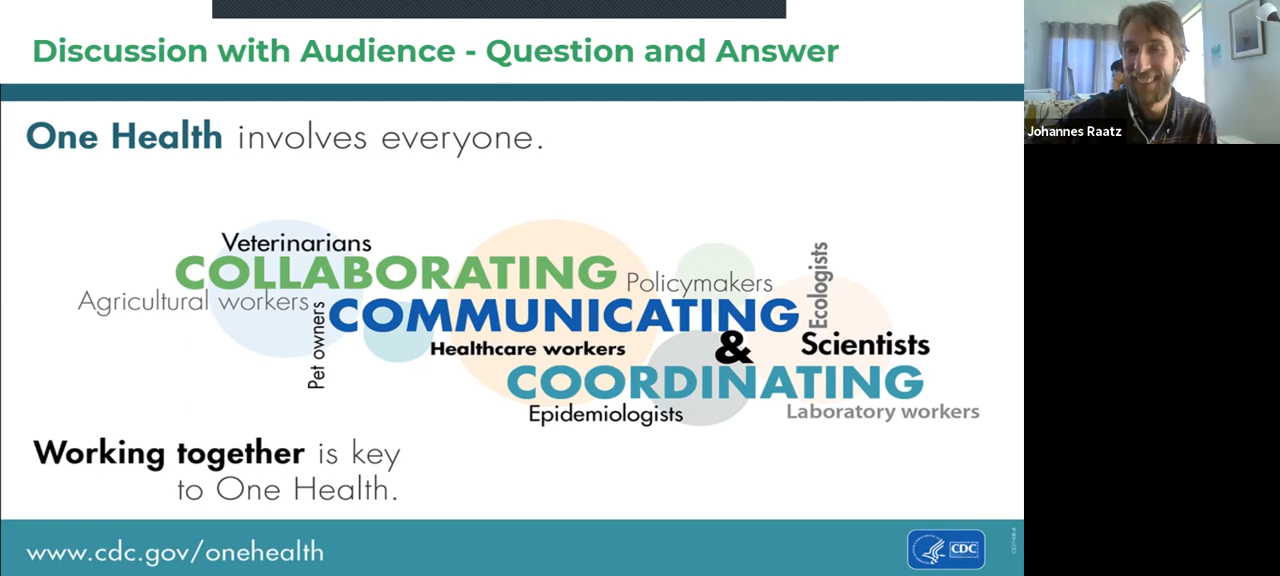 Discussion with Audience - Question and Answer
Johannes Raatz
One Health involves everyone.
Veterinarians
COLLABORATING
Policymakers
Ecologists
Agricultural workers
Pet owners
COMMUNICATING
Healthcare workers
&
Scientists
COORDINATING
Epidemiologists
Laboratory workers
Working together is key
to One Health.
www.cdc.gov/onehealth
CDC